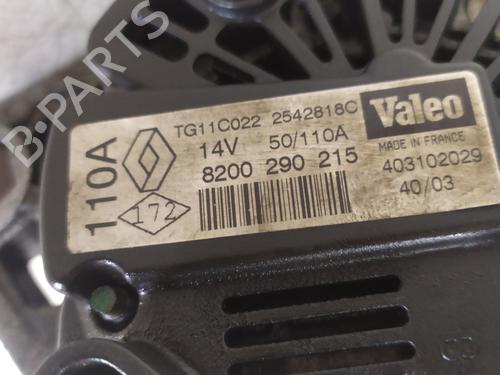 B-PARTS
110A
172
TG11C022 2542818C
14V 50/110A
8200 290 215
Valeo
MADE IN FRANCE
403102029
40/03